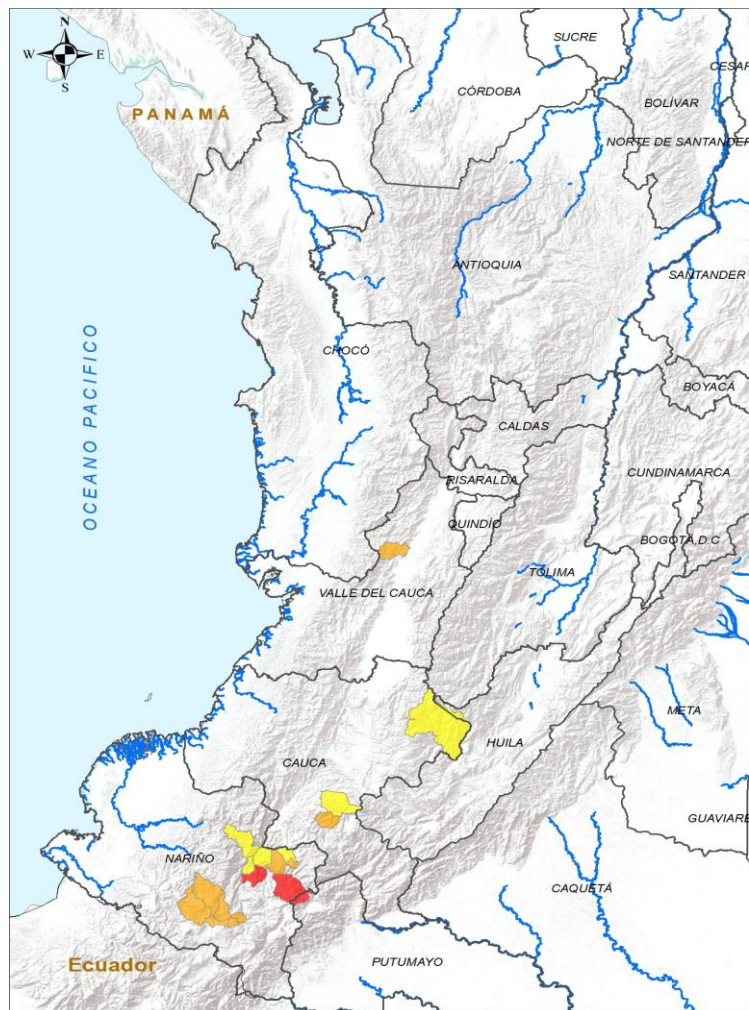 N
W E
S
SUCRE
CESAR
CÓRDOBA
BOLÍVAR
PANAMÁ
NORTE DE SANTANDER
ANTIOQUIA
SANTANDER
CHOCÓ
BOYACÁ
OCEANO PACIFICO
CALDAS
CUNDINAMARCA
RISARALDA
QUINDÍO
BOGOTÁ,D.C
TOLIMA
VALLE DEL CAUCA
META
HUILA
CAUCA
GUAVIARE
NARIÑO
CAQUETÁ
PUTUMAYO
Ecuador